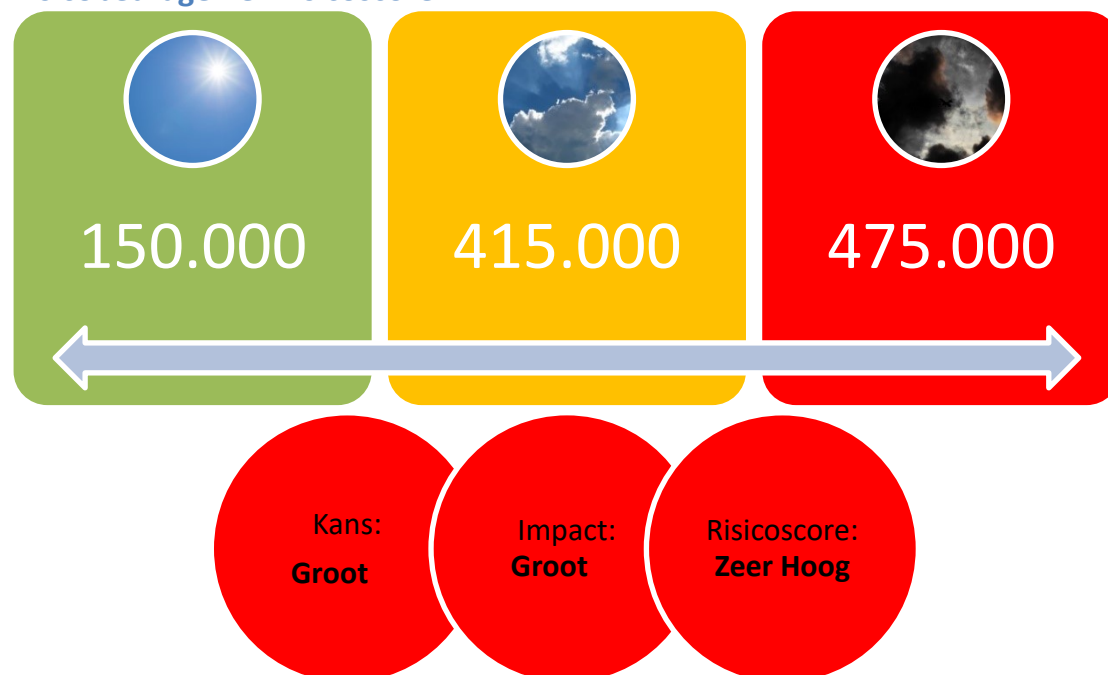 150.000
415.000
475.000
Kans:
Groot
Impact:
Groot
Risicoscore:
Zeer Hoog